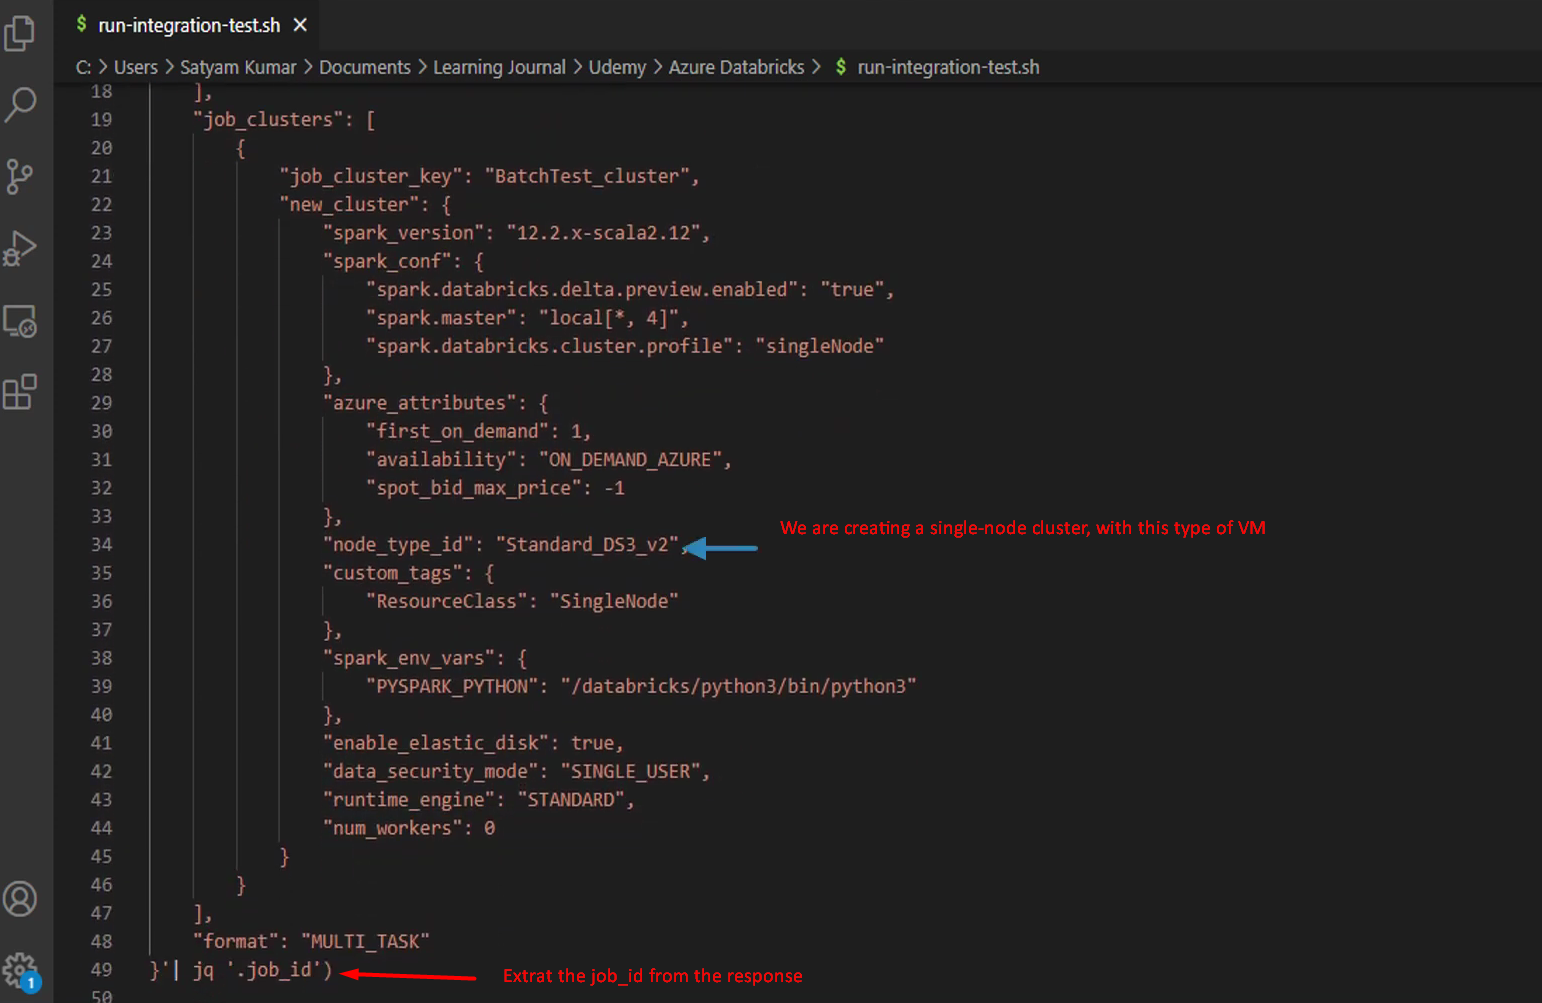 $ run-integration-test.sh ×
C: > Users > Satyam Kumar > Documents > Learning Journal > Udemy > Azure Databricks > $ run-integration-test.sh
18 ],
19 "job_clusters": [
20 {
21 "job_cluster_key": "BatchTest_cluster",
22 "new_cluster": {
23 "spark_version": "12.2.x-scala2.12",
24 "spark_conf": {
25 "spark.databricks.delta.preview.enabled": "true",
26 "spark.master": "local[*, 4]",
27 "spark.databricks.cluster.profile": "singleNode"
28 },
29 "azure_attributes": {
30 "first_on_demand": 1,
31 "availability": "ON_DEMAND_AZURE",
32 "spot_bid_max_price": -1
33 },
We are creating a single-node cluster, with this type of VM
34 "node_type_id": "Standard_DS3_v2",
35 "custom_tags": {
36 "ResourceClass": "SingleNode"
37 },
38 "spark_env_vars": {
39 "PYSPARK_PYTHON": "/databricks/python3/bin/python3"
40 },
41 "enable_elastic_disk": true,
42 "data_security_mode": "SINGLE_USER",
43 "runtime_engine": "STANDARD",
44 "num_workers": 0
45 }
46 }
47 ],
48 "format": "MULTI_TASK"
49 }'| jq '.job_id')
Extrat the job_id from the response
1
50